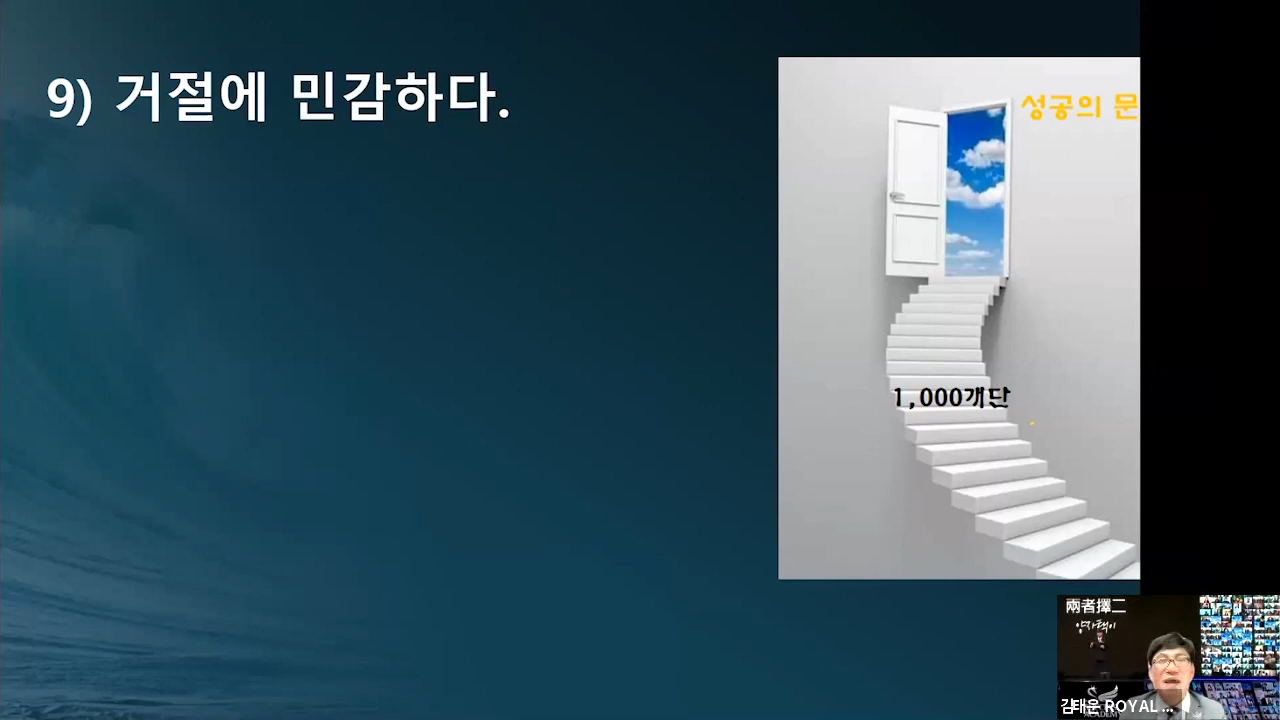 9) 거절에 민감하다.
성공의 문
1,000개단
兩者擇二
양자택이
김태운 ROYAL ...